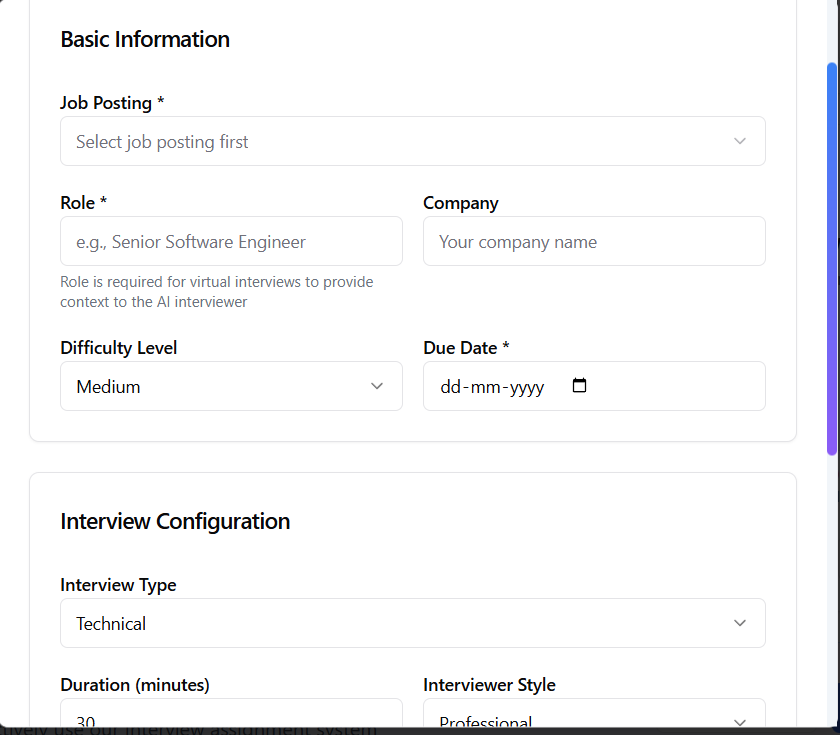 Basic Information
Job Posting *
Select job posting first
Role *
Company
e.g., Senior Software Engineer
Your company name
Role is required for virtual interviews to provide
context to the AI interviewer
Difficulty Level
Due Date *
Medium
dd-mm-yyyy
Interview Configuration
Interview Type
Technical
Duration (minutes)
Interviewer Style
30
Professional
use our interview assignment system